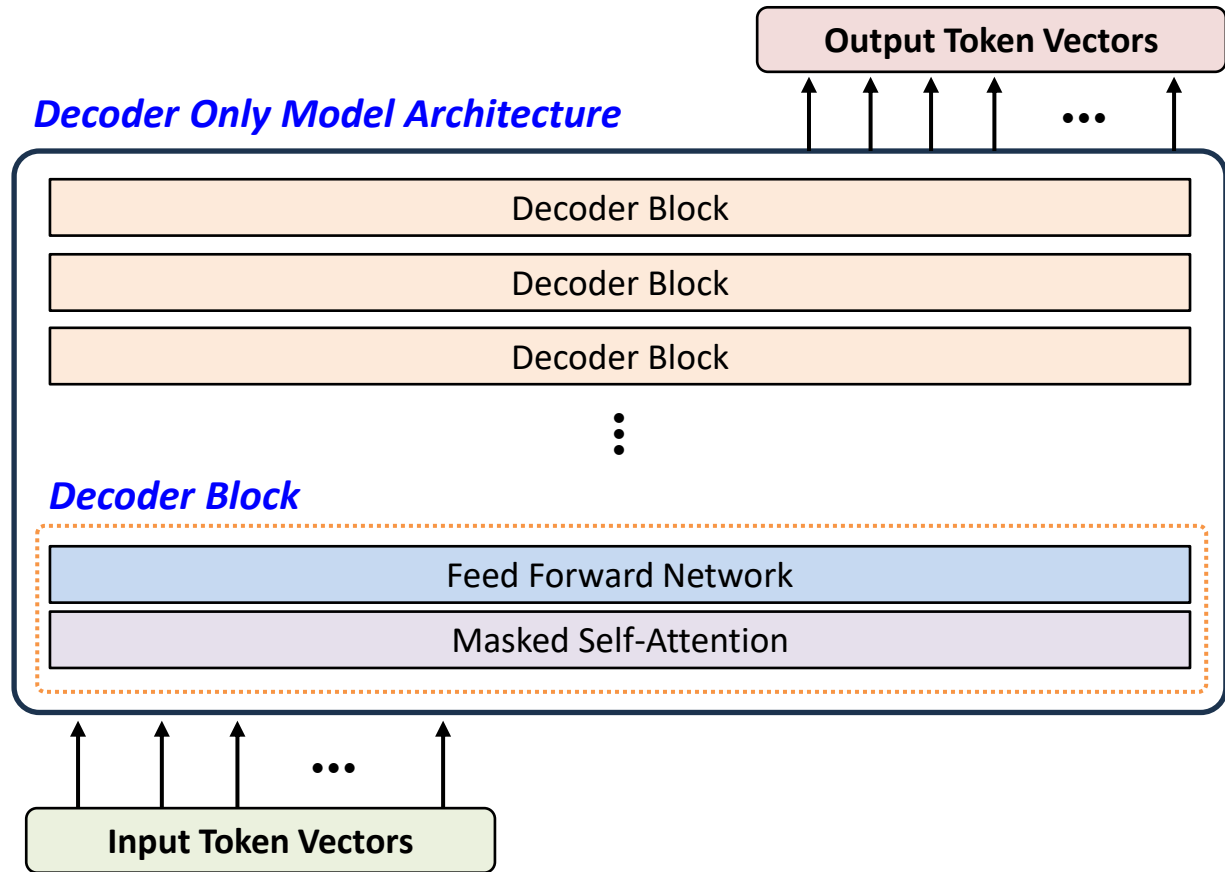 Output Token Vectors
Decoder Only Model Architecture
Decoder Block
Decoder Block
Decoder Block
Decoder Block
Feed Forward Network
Masked Self-Attention
Input Token Vectors